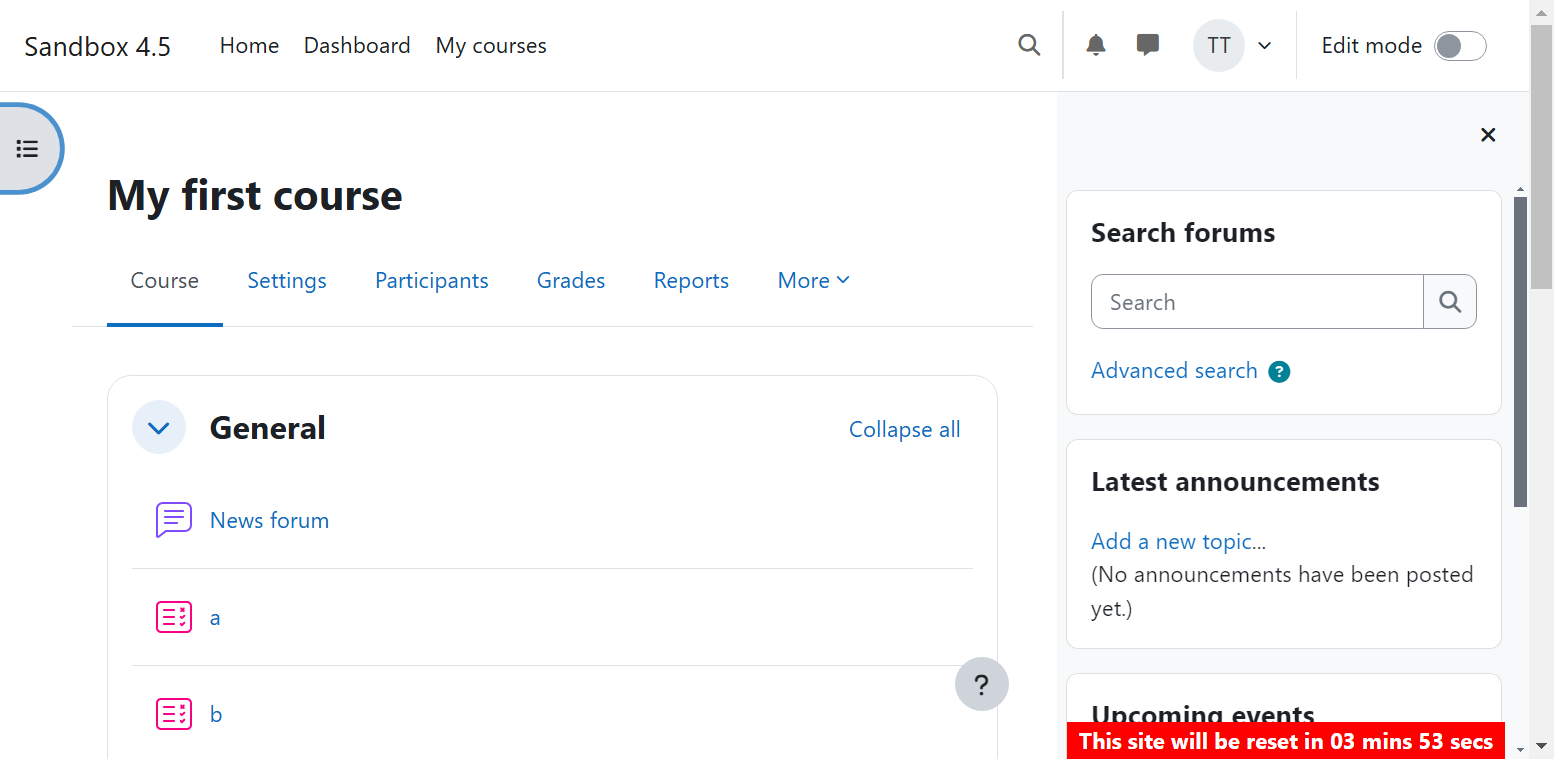 Sandbox 4.5
Home
Dashboard
My courses
TT
Edit mode
My first course
Course
Settings
Participants
Grades
Reports
More
General
Collapse all
News forum
a
b
?
Search forums
Search
Advanced search ?
Latest announcements
Add a new topic...
(No announcements have been posted
yet.)
Upcoming events
This site will be reset in 03 mins 53 secs